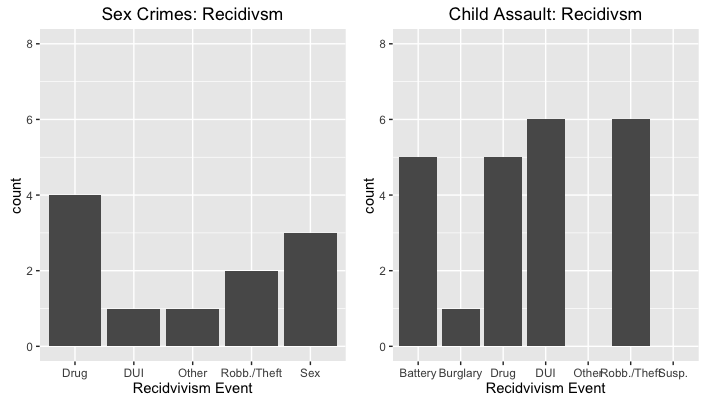 Sex Crimes: Recidivsm
8
6
4
2
0
count
Drug DUI Other Robb./Theft Sex
Recidvivism Event
Child Assault: Recidivsm
8
6
4
2
0
count
Battery Burglary Drug DUI Other Robb./Theft Susp.
Recidvivism Event